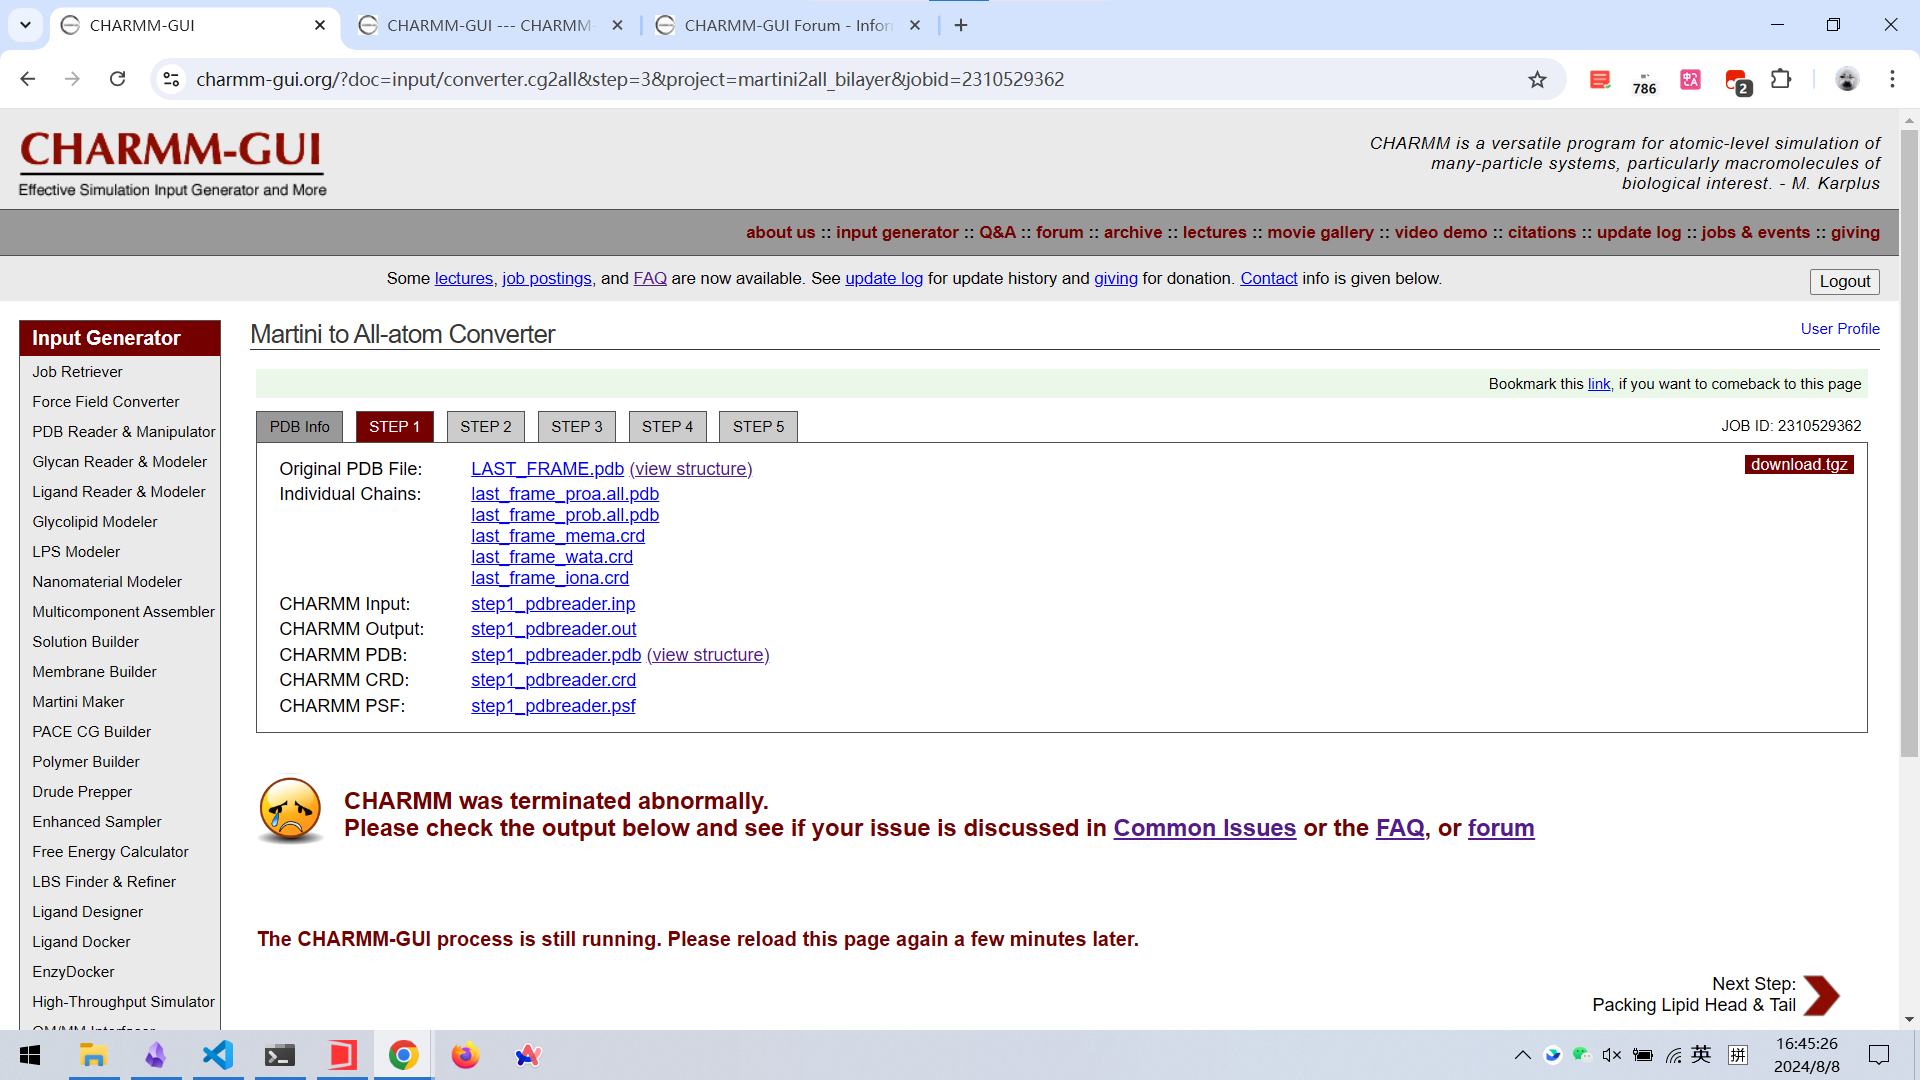 CHARMM-GUI
CHARMM-GUI --- CHARMM-
CHARMM-GUI Forum - Infor
charmm-gui.org/?doc=input/converter.cg2all&step=3&project=martini2all_bilayer&jobid=2310529362
786
2
CHARMM-GUI
Effective Simulation Input Generator and More
CHARMM is a versatile program for atomic-level simulation of
many-particle systems, particularly macromolecules of
biological interest. - M. Karplus
about us :: input generator :: Q&A :: forum :: archive :: lectures :: movie gallery :: video demo :: citations :: update log :: jobs & events :: giving
Some lectures, job postings, and FAQ are now available. See update log for update history and giving for donation. Contact info is given below.
Logout
Input Generator
Job Retriever
Force Field Converter
PDB Reader & Manipulator
Glycan Reader & Modeler
Ligand Reader & Modeler
Glycolipid Modeler
LPS Modeler
Nanomaterial Modeler
Multicomponent Assembler
Solution Builder
Membrane Builder
Martini Maker
PACE CG Builder
Polymer Builder
Drude Prepper
Enhanced Sampler
Free Energy Calculator
LBS Finder & Refiner
Ligand Designer
Ligand Docker
EnzyDocker
High-Throughput Simulator
QM/MM Interfacer
Martini to All-atom Converter
User Profile
Bookmark this link, if you want to comeback to this page
PDB Info STEP 1 STEP 2 STEP 3 STEP 4 STEP 5
JOB ID: 2310529362
download.tgz
Original PDB File: LAST_FRAME.pdb (view structure)
Individual Chains: last_frame_proa.all.pdb
last_frame_prob.all.pdb
last_frame_mema.crd
last_frame_wata.crd
last_frame_iona.crd
CHARMM Input: step1_pdbreader.inp
CHARMM Output: step1_pdbreader.out
CHARMM PDB: step1_pdbreader.pdb (view structure)
CHARMM CRD: step1_pdbreader.crd
CHARMM PSF: step1_pdbreader.psf
CHARMM was terminated abnormally.
Please check the output below and see if your issue is discussed in Common Issues or the FAQ, or forum
The CHARMM-GUI process is still running. Please reload this page again a few minutes later.
Next Step:
Packing Lipid Head & Tail
英
拼
16:45:26
2024/8/8